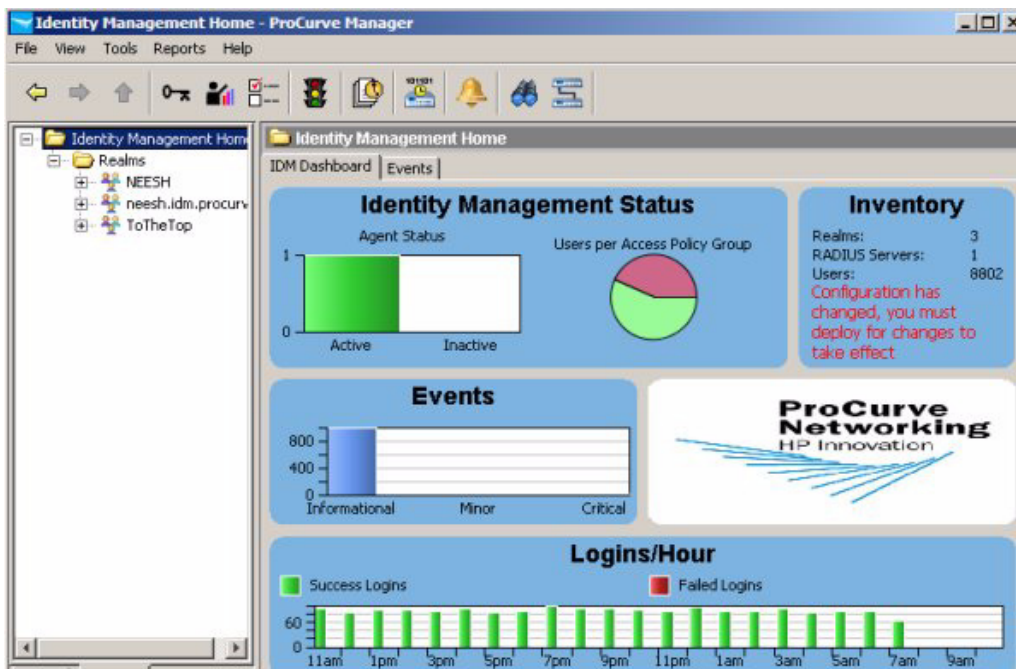 Identity Management Home - ProCurve Manager
File View Tools Reports Help
Identity Management Home
Realms
NEESH
neesh.idm.procurv
ToTheTop
Identity Management Home
IDM Dashboard Events
Identity Management Status
Agent Status
Users per Access Policy Group
1
0
Active Inactive
Inventory
Realms: 3
RADIUS Servers: 1
Users: 8802
Configuration has
changed, you must
deploy for changes to
take effect
Events
800
400
0
Informational Minor Critical
ProCurve
Networking
HP Innovation
Logins/Hour
Success Logins Failed Logins
60
0
11am 1pm 3pm 5pm 7pm 9pm 11pm 1am 3am 5am 7am 9am